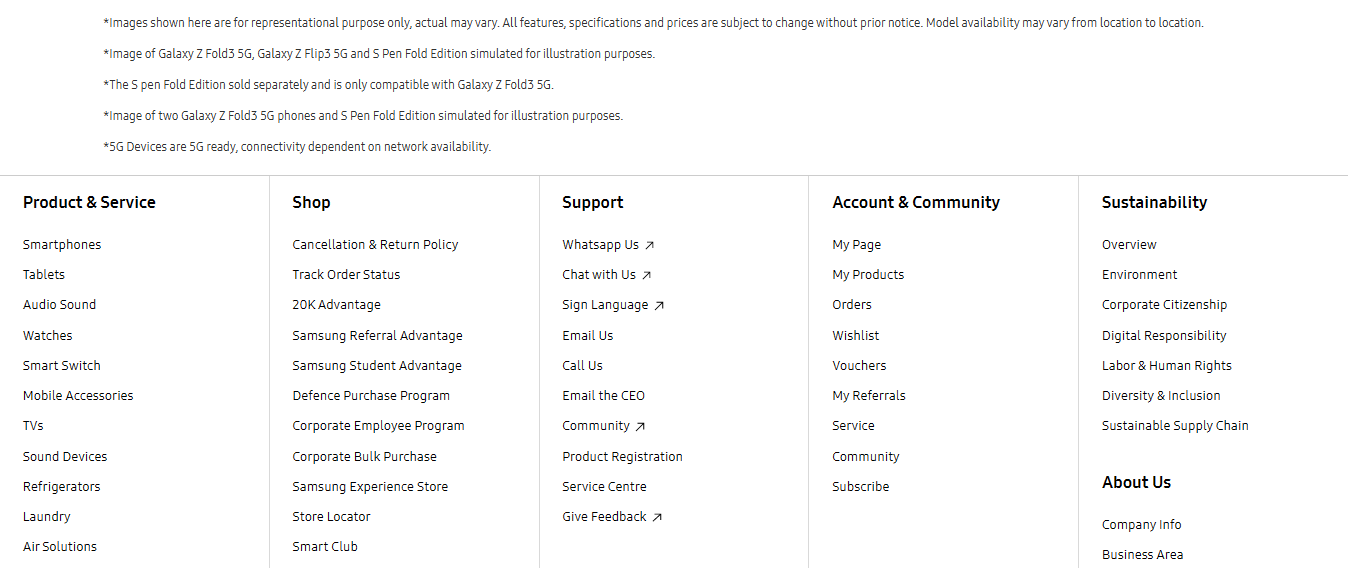 *Images shown here are for representational purpose only, actual may vary. All features, specifications and prices are subject to change without prior notice. Model availability may vary from location to location.
*Image of Galaxy Z Fold3 5G, Galaxy Z Flip3 5G and S Pen Fold Edition simulated for illustration purposes.
*The S pen Fold Edition sold separately and is only compatible with Galaxy Z Fold3 5G.
*Image of two Galaxy Z Fold3 5G phones and S Pen Fold Edition simulated for illustration purposes.
*5G Devices are 5G ready, connectivity dependent on network availability.
Product & Service
Smartphones
Tablets
Audio Sound
Watches
Smart Switch
Mobile Accessories
TVs
Sound Devices
Refrigerators
Laundry
Air Solutions
Shop
Cancellation & Return Policy
Track Order Status
20K Advantage
Samsung Referral Advantage
Samsung Student Advantage
Defence Purchase Program
Corporate Employee Program
Corporate Bulk Purchase
Samsung Experience Store
Store Locator
Smart Club
Support
Whatsapp Us
Chat with Us
Sign Language
Email Us
Call Us
Email the CEO
Community
Product Registration
Service Centre
Give Feedback
Account & Community
My Page
My Products
Orders
Wishlist
Vouchers
My Referrals
Service
Community
Subscribe
Sustainability
Overview
Environment
Corporate Citizenship
Digital Responsibility
Labor & Human Rights
Diversity & Inclusion
Sustainable Supply Chain
About Us
Company Info
Business Area